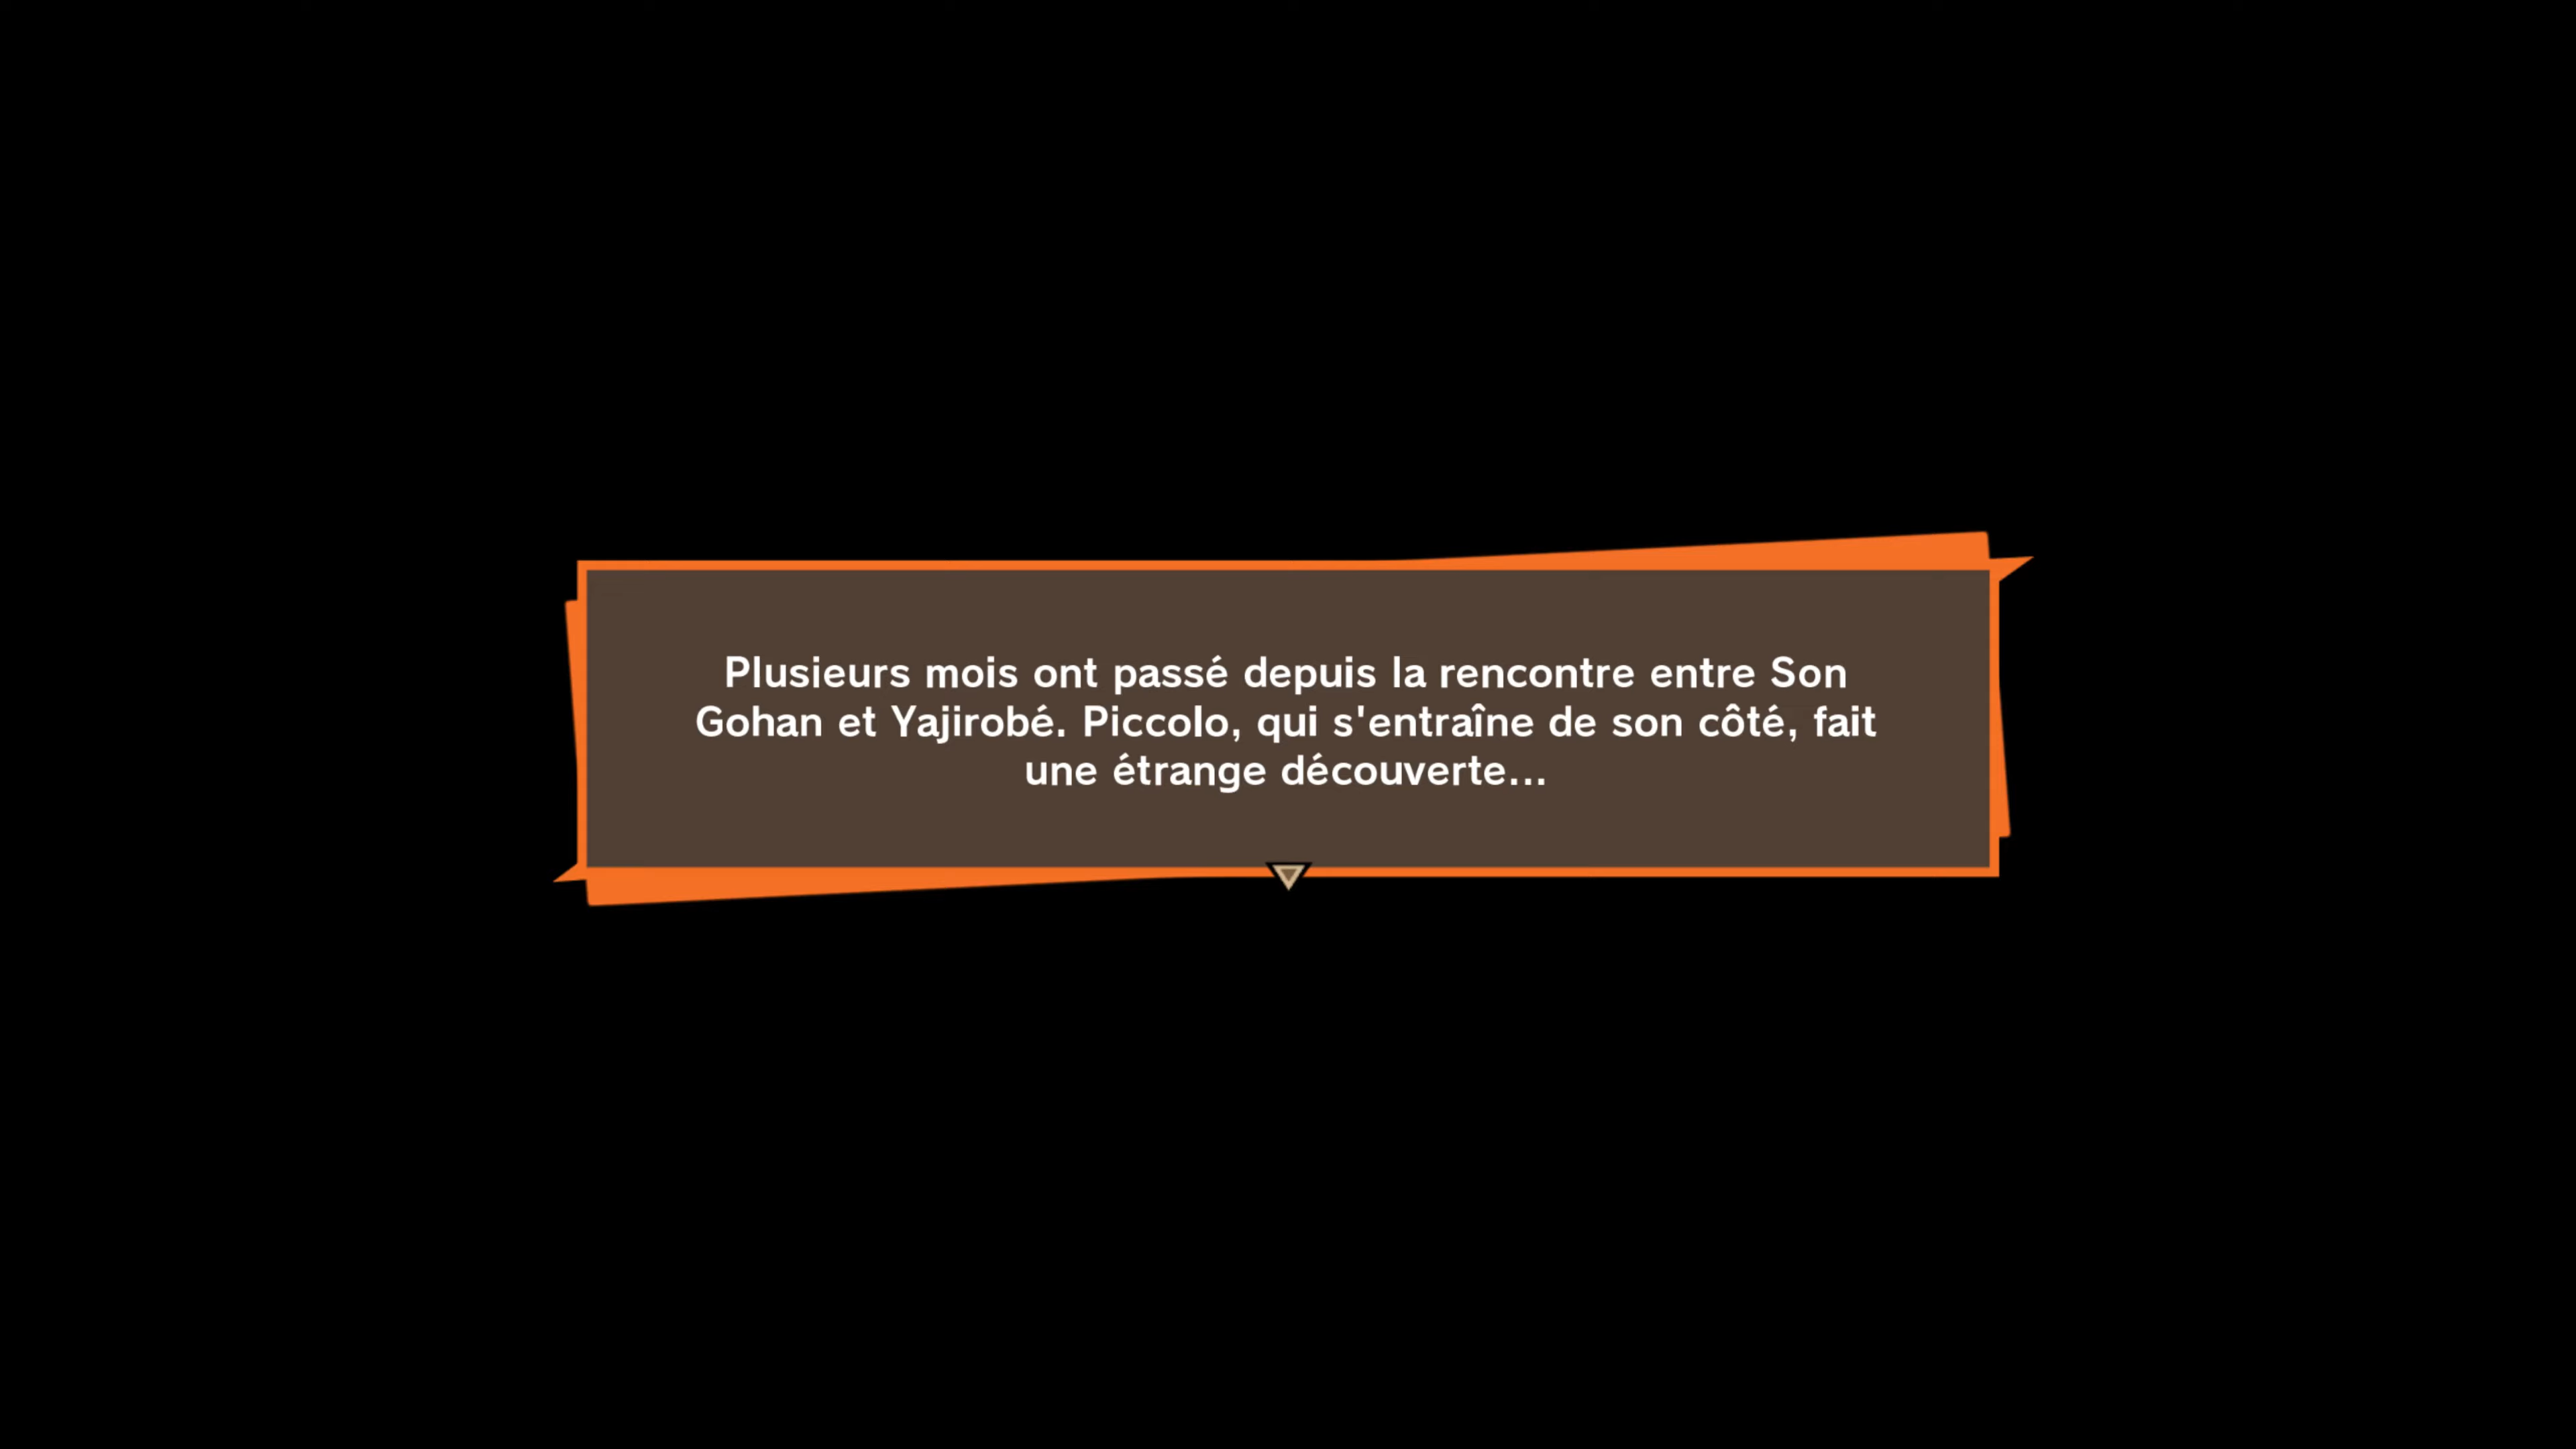 Plusieurs mois ont passé depuis la rencontre entre Son
Gohan et Yajirobé. Piccolo, qui s'entraîne de son côté, fait
une étrange découverte...